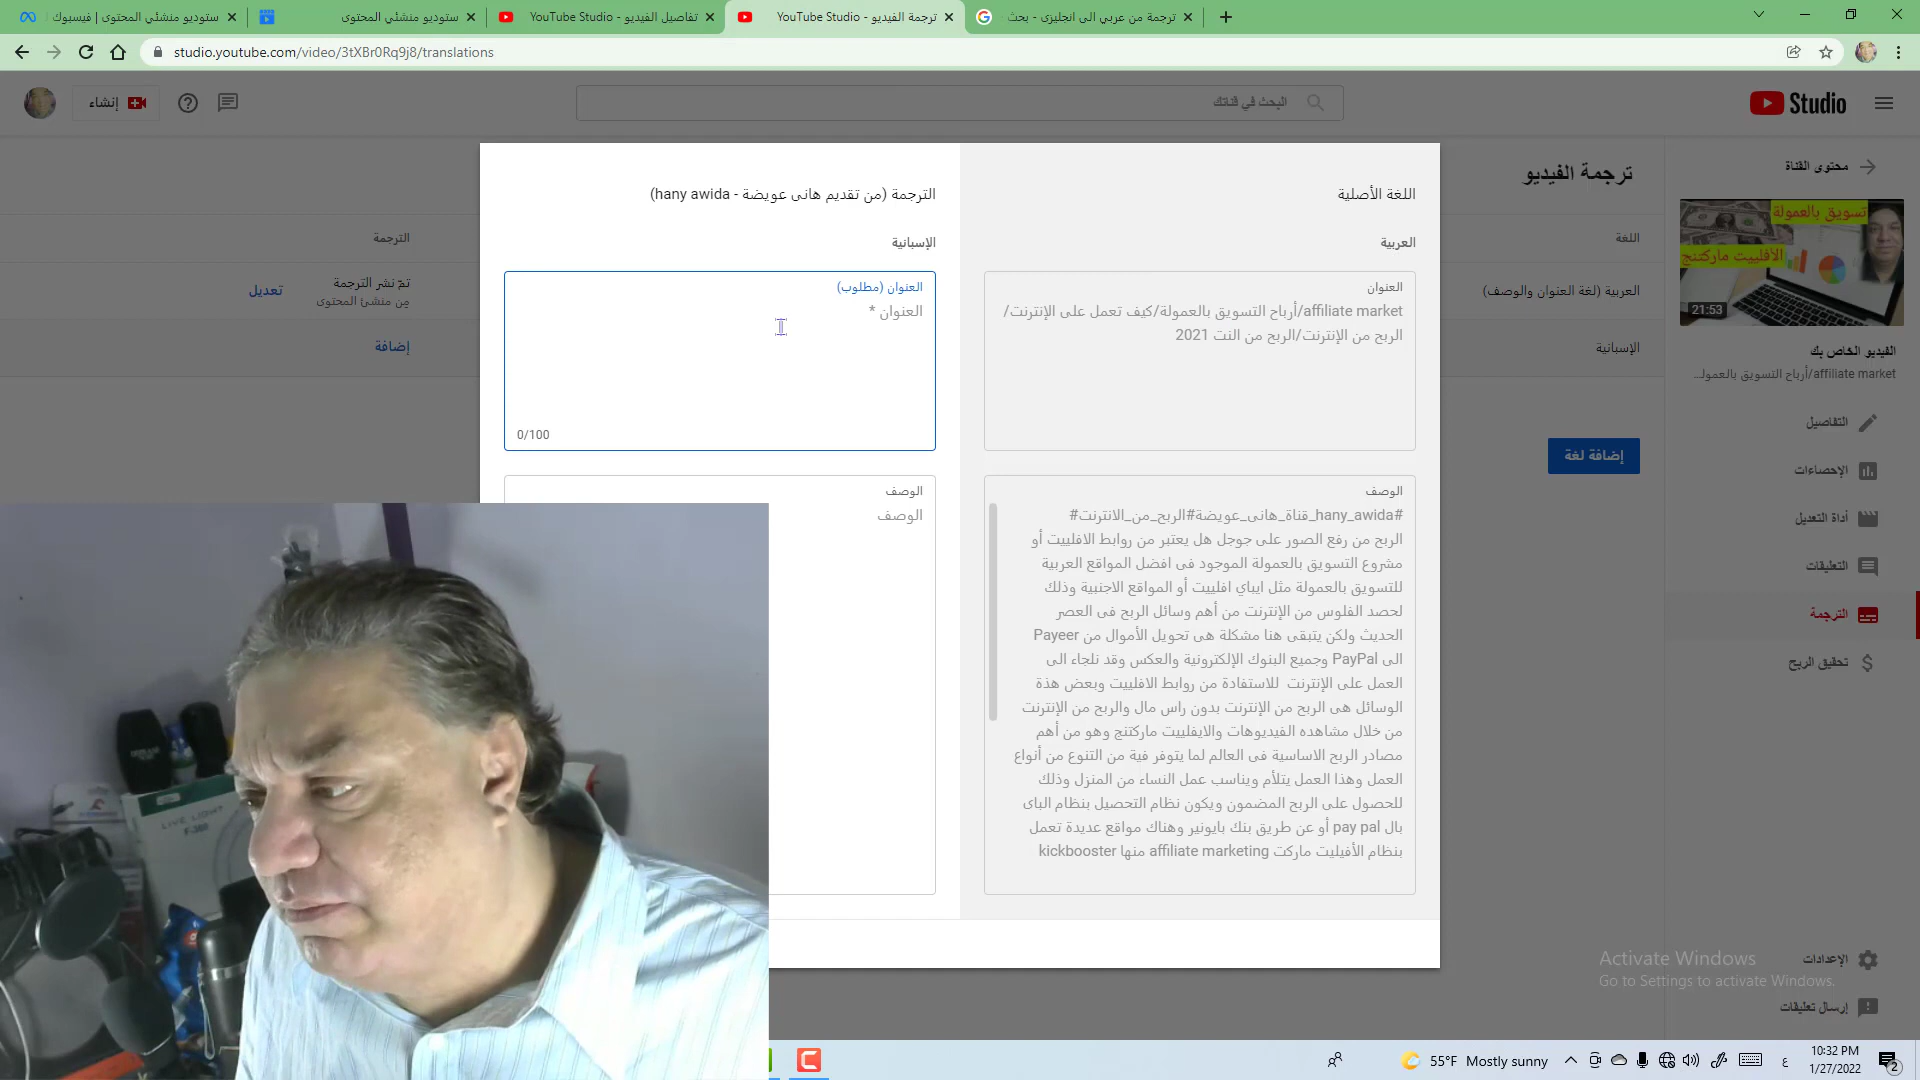 ستوديو منشئي المحتوى | فيسبوك
ستوديو منشئي المحتوى
تفاصيل الفيديو - YouTube Studio
ترجمة الفيديو - YouTube Studio
ترجمة من عربي الى انجليزى - بحث
studio.youtube.com/video/3tXBr0Rq9j8/translations
إنشاء
البحث في قناتك
Studio
ترجمة الفيديو
اللغة
الترجمة
العربية (لغة العنوان والوصف)
تم نشر الترجمة
من منشئ المحتوى
تعديل
الإسبانية
إضافة
إضافة لغة
اللغة الأصلية
العربية
العنوان
affiliate market/أرباح التسويق بالعمولة/كيف تعمل على الإنترنت/
الربح من الإنترنت/الربح من النت 2021
الوصف
#hany_awida_قناة_هانى_عويضة#الربح_من_الانترنت#
الربح من رفع الصور على جوجل هل يعتبر من روابط الافلييت أو
مشروع التسويق بالعمولة الموجود فى افضل المواقع العربية
للتسويق بالعمولة مثل ايباي افلييت أو المواقع الاجنبية وذلك
لحصد الفلوس من الإنترنت من أهم وسائل الربح فى العصر
الحديث ولكن يتبقى هنا مشكلة هى تحويل الأموال من Payeer
الى PayPal وجميع البنوك الإلكترونية والعكس وقد نلجاء الى
العمل على الإنترنت للاستفادة من روابط الافلييت وبعض هذة
الوسائل هى الربح من الإنترنت بدون راس مال والربح من الإنترنت
من خلال مشاهده الفيديوهات والايفلييت ماركتنج وهو من أهم
مصادر الربح الاساسية فى العالم لما يتوفر فية من التنوع من أنواع
العمل وهذا العمل يتلأم ويناسب عمل النساء من المنزل وذلك
للحصول على الربح المضمون ويكون نظام التحصيل بنظام الباى
بال pay pal أو عن طريق بنك بايونير وهناك مواقع عديدة تعمل
بنظام الأفيليت ماركت affiliate marketing منها kickbooster
الترجمة (من تقديم هانى عويضة - hany awida)
الإسبانية
العنوان (مطلوب)
العنوان *
0/100
الوصف
الوصف
محتوى القناة
تسويق بالعمولة
الأفلييت ماركتنج
21:53
الفيديو الخاص بك
affiliate market/أرباح التسويق بالعمول...
التفاصيل
الإحصاءات
أداة التعديل
التعليقات
الترجمة
تحقيق الربح
الإعدادات
إرسال تعليقات
Activate Windows
Go to Settings to activate Windows.
LIVE LIGHT
F-360
55°F Mostly sunny
ع
10:32 PM
1/27/2022
2